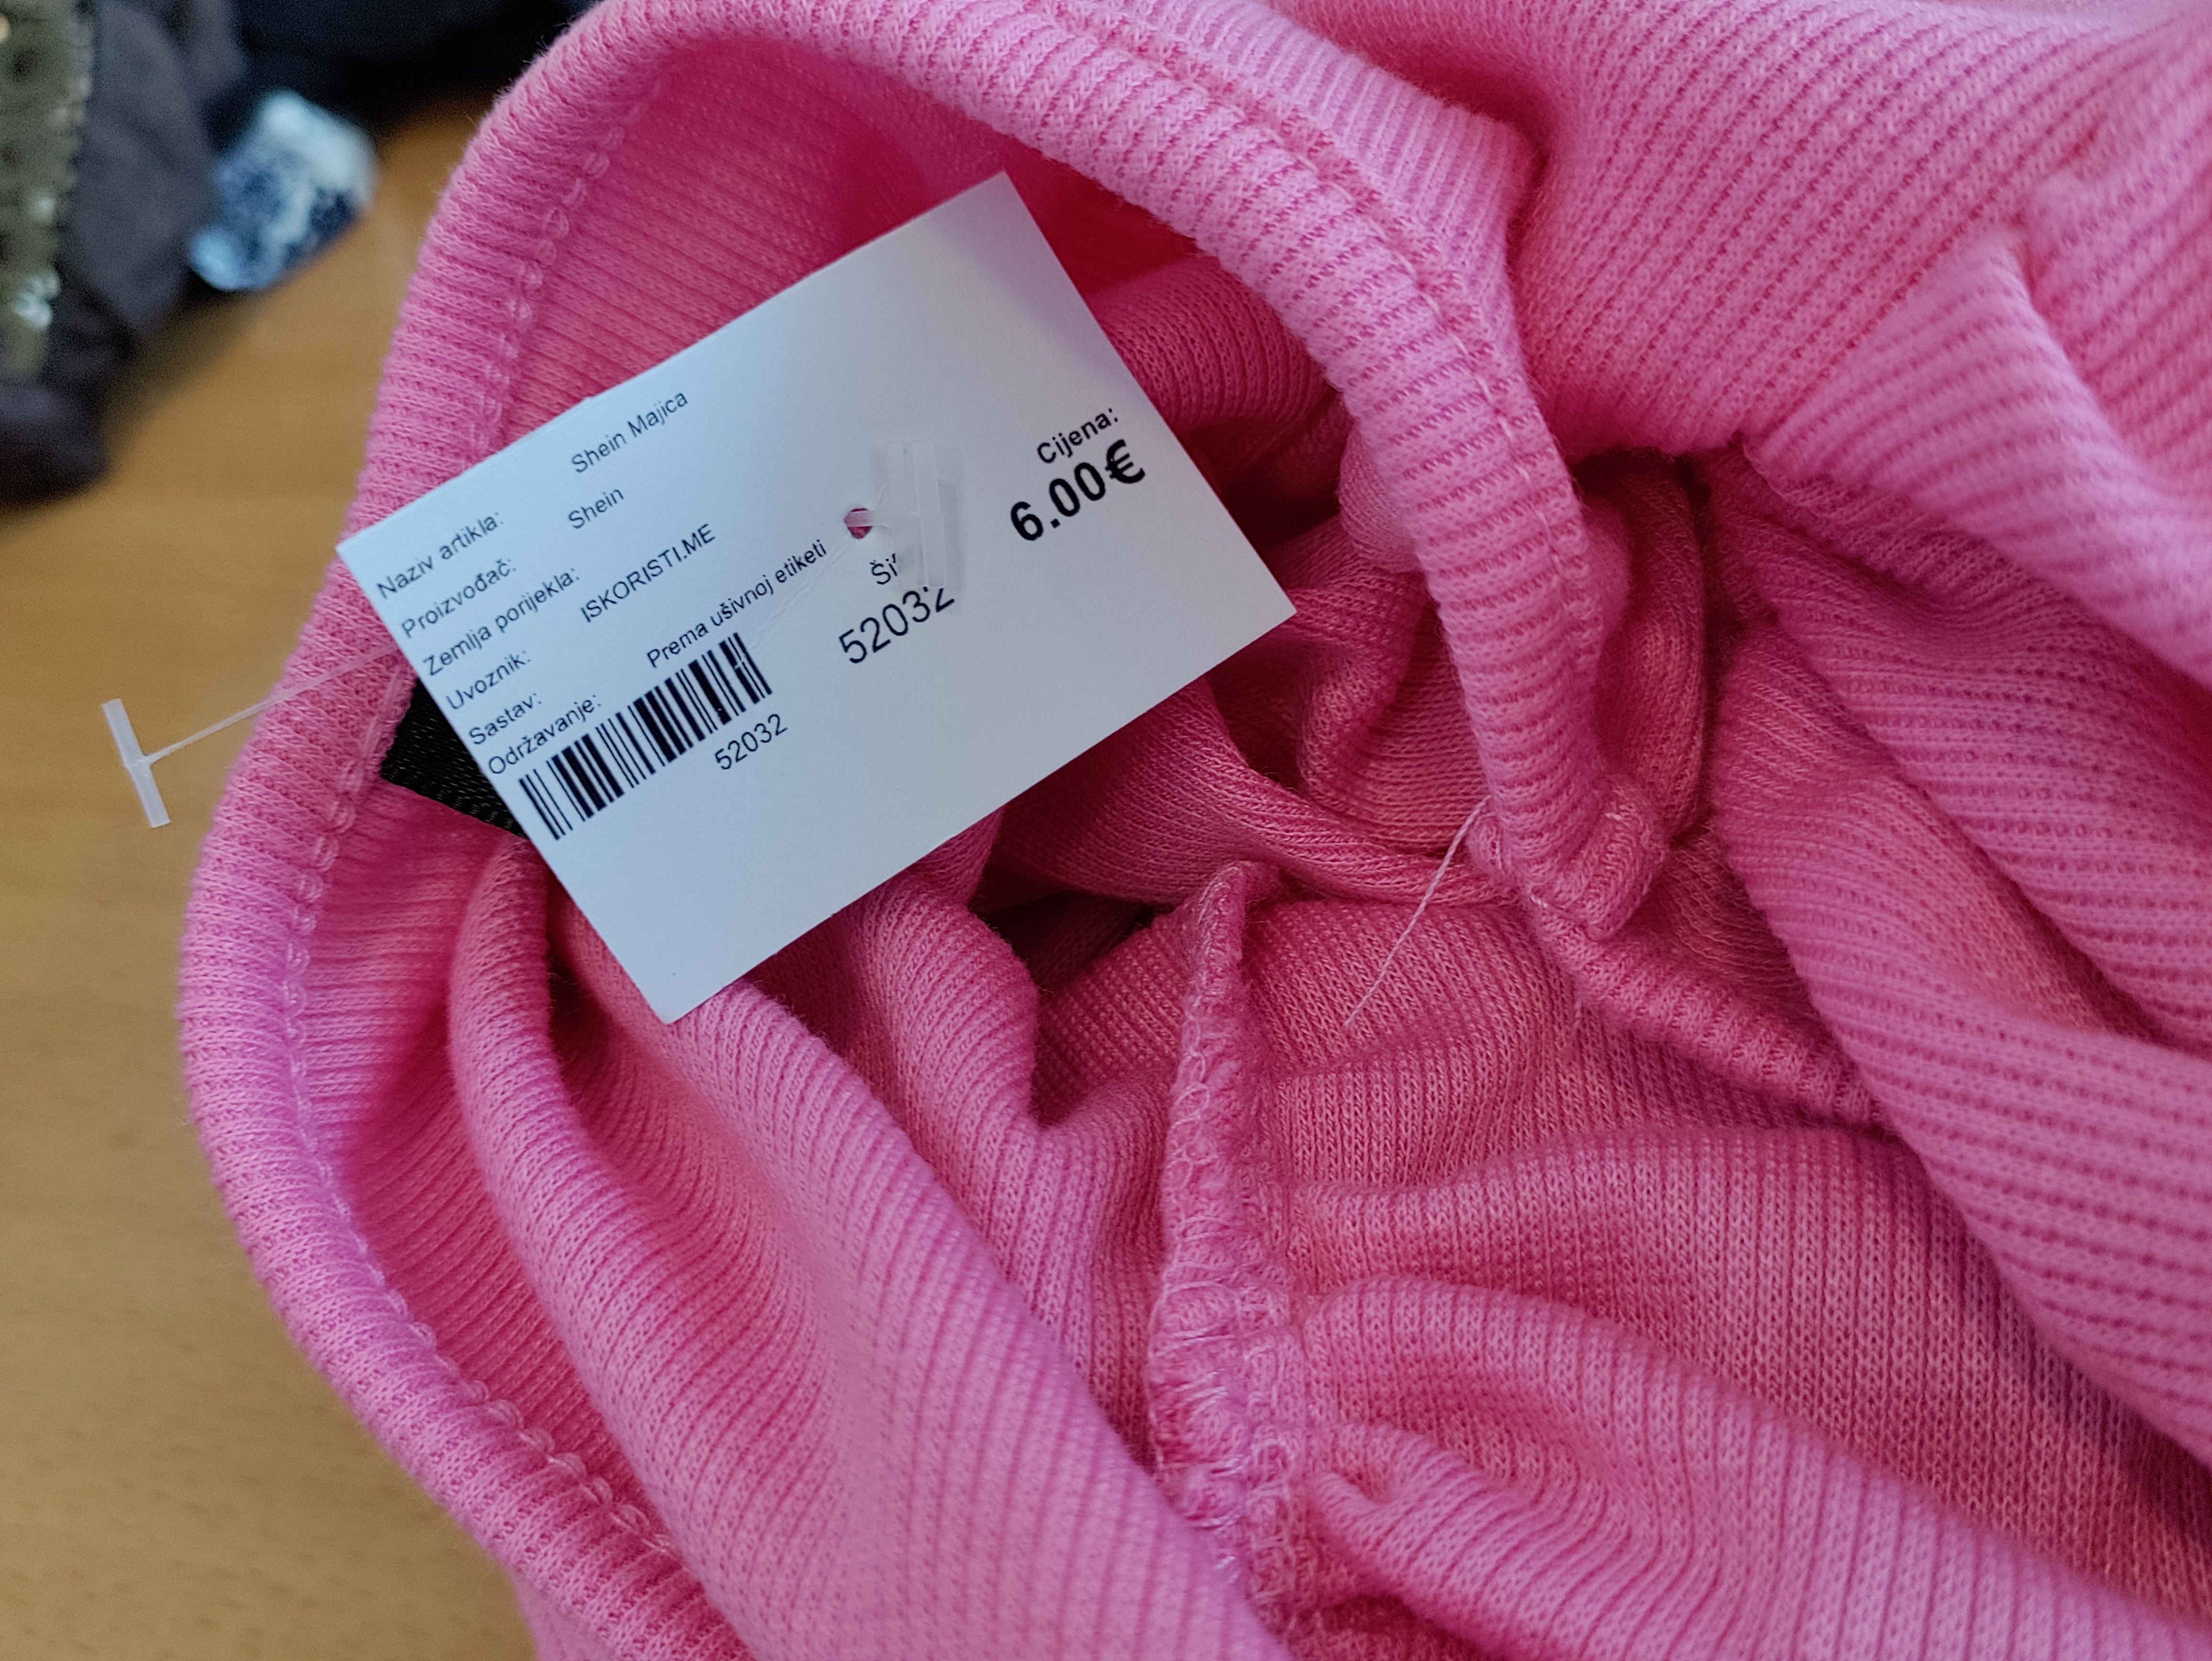 Naziv artikla: Shein Majica
Proizvođač: Shein
Zemlja porijekla:
Uvoznik: ISKORISTI.ME
Sastav:
Održavanje: Prema ušivnoj etiketi
52032
52032
Cijena:
6.00€